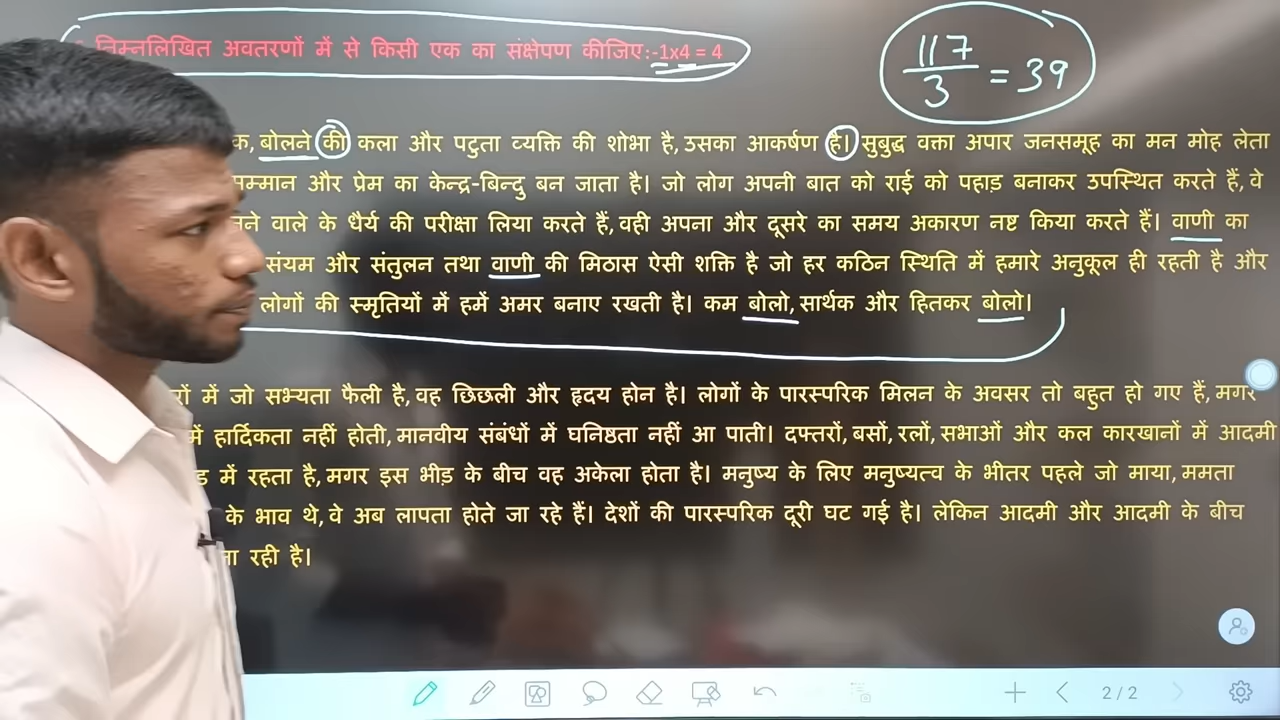 निम्नलिखित अवतरणों में से किसी एक का संक्षेपण कीजिए:-1x4 = 4
117
3
= 39
बोलने की कला और पटुता व्यक्ति की शोभा है, उसका आकर्षण है। सुबुद्ध वक्ता अपार जनसमूह का मन मोह लेता
और प्रेम का केन्द्र-बिन्दु बन जाता है। जो लोग अपनी बात को राई को पहाड़ बनाकर उपस्थित करते हैं, वे
वाले के धैर्य की परीक्षा लिया करते हैं, वही अपना और दूसरे का समय अकारण नष्ट किया करते हैं। वाणी का
संयम और संतुलन तथा वाणी की मिठास ऐसी शक्ति है जो हर कठिन स्थिति में हमारे अनुकूल ही रहती है और
लोगों की स्मृतियों में हमें अमर बनाए रखती है। कम बोलो, सार्थक और हितकर बोलो।
में जो सभ्यता फैली है, वह छिछली और हृदय होन है। लोगों के पारस्परिक मिलन के अवसर तो बहुत हो गए हैं, मगर
में हार्दिकता नहीं होती, मानवीय संबंधों में घनिष्ठता नहीं आ पाती। दफ्तरों, बसों, रलों, सभाओं और कल कारखानों में आदमी
में रहता है, मगर इस भीड़ के बीच वह अकेला होता है। मनुष्य के लिए मनुष्यत्व के भीतर पहले जो माया, ममता
के भाव थे, वे अब लापता होते जा रहे हैं। देशों की पारस्परिक दूरी घट गई है। लेकिन आदमी और आदमी के बीच
रही है।
2/2